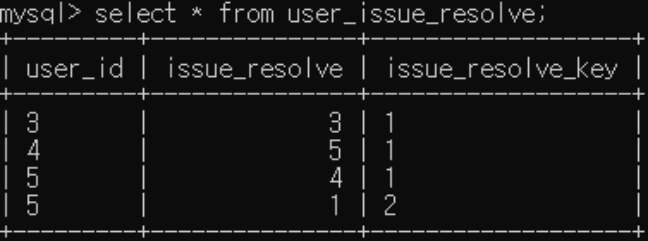 mysql> select * from user_issue_resolve;
+---------+---------------+-------------------+
| user_id | issue_resolve | issue_resolve_key |
+---------+---------------+-------------------+
| 3       |             3 | 1                 |
| 4       |             5 | 1                 |
| 5       |             4 | 1                 |
| 5       |             1 | 2                 |
+---------+---------------+-------------------+